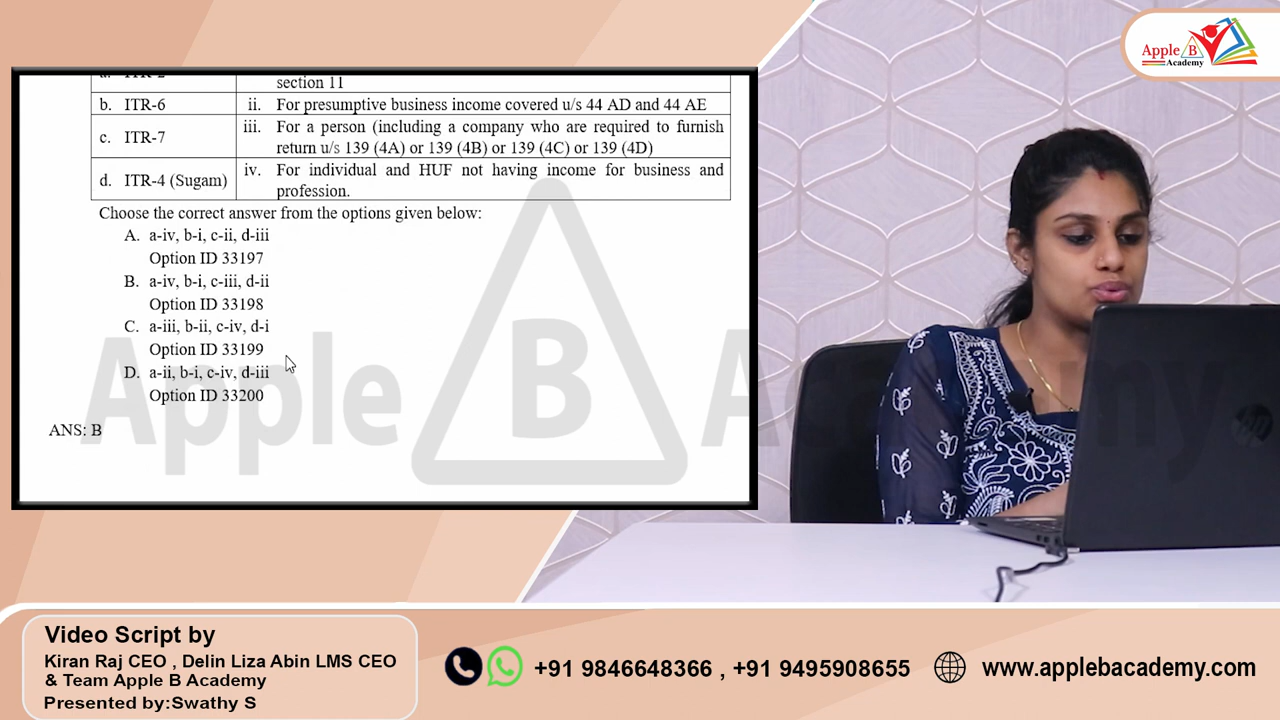 Apple B
Academy
a. ITR-2
section 11
b. ITR-6 ii. For presumptive business income covered u/s 44 AD and 44 AE
c. ITR-7 iii. For a person (including a company who are required to furnish
return u/s 139 (4A) or 139 (4B) or 139 (4C) or 139 (4D)
d. ITR-4 (Sugam) iv. For individual and HUF not having income for business and
profession.
Choose the correct answer from the options given below:
A. a-iv, b-i, c-ii, d-iii
Option ID 33197
B. a-iv, b-i, c-iii, d-ii
Option ID 33198
C. a-iii, b-ii, c-iv, d-i
Option ID 33199
D. a-ii, b-i, c-iv, d-iii
Option ID 33200
ANS: B
Apple B Academy
Video Script by
Kiran Raj CEO , Delin Liza Abin LMS CEO
& Team Apple B Academy
Presented by:Swathy S
+91 9846648366 , +91 9495908655
www.applebacademy.com